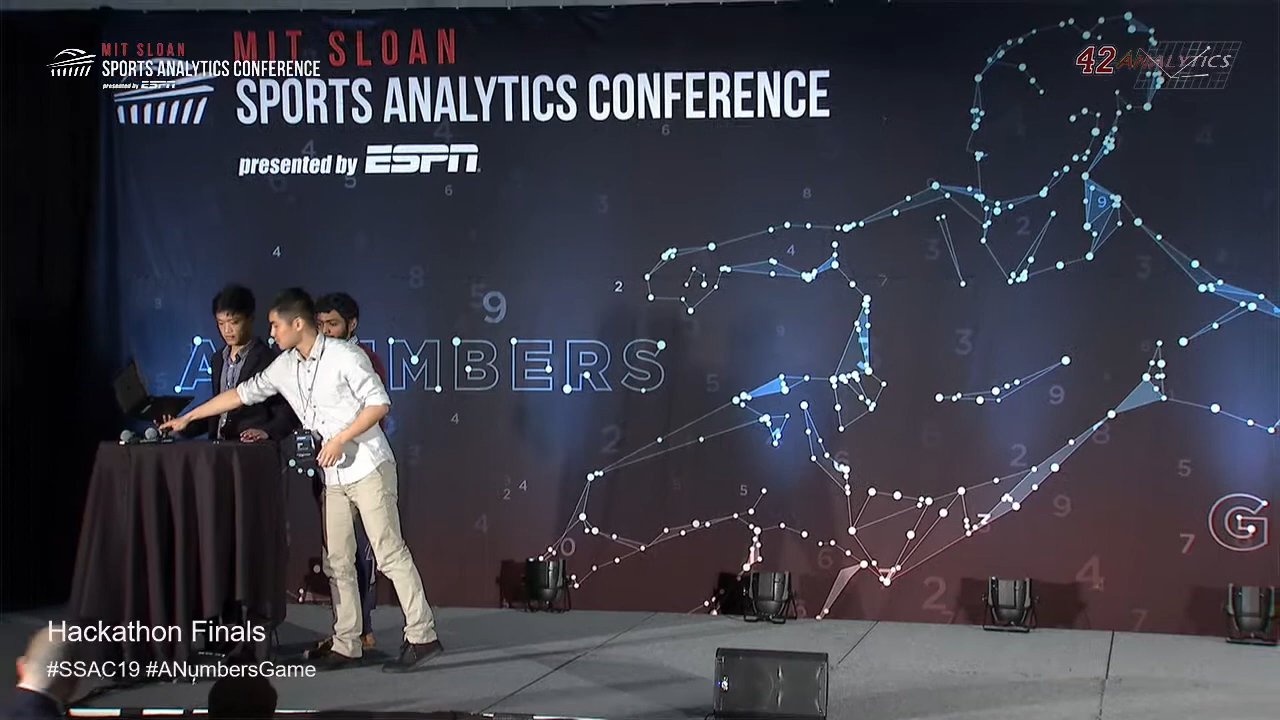 MIT SLOAN
SPORTS ANALYTICS CONFERENCE
presented by ESPN
MIT SLOAN
SPORTS ANALYTICS CONFERENCE
presented by ESPN
42 ANALYTICS
A NUMBERS
G
Hackathon Finals
#SSAC19 #ANumbersGame